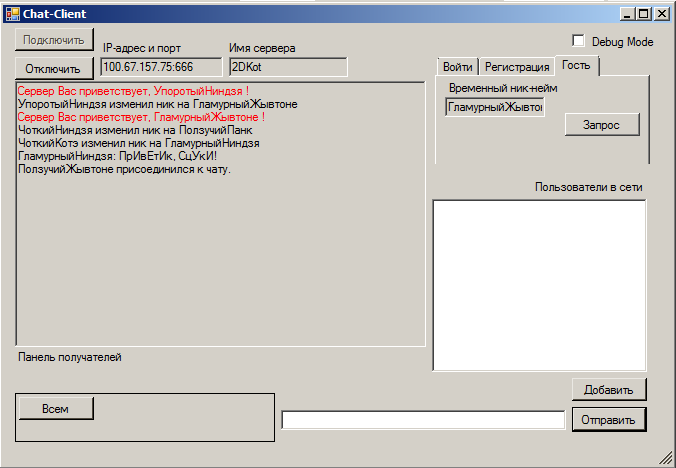 Chat-Client
Подключить
IP-адрес и порт
Имя сервера
Debug Mode
Отключить
100.67.157.75:666
2DKot
Войти
Регистрация
Гость
Временный ник-нейм
ГламурныйЖывтон
Запрос
Сервер Вас приветствует, УпоротыйНиндзя !
УпоротыйНиндзя изменил ник на ГламурныйЖывтоне
Сервер Вас приветствует, ГламурныйЖывтоне !
ЧоткийНиндзя изменил ник на ПолзучийПанк
ЧоткийКотэ изменил ник на ГламурныйНиндзя
ГламурныйНиндзя: ПрИвЕтИк, СцУкИ!
ПолзучийЖывтоне присоединился к чату.
Пользователи в сети
Панель получателей
Добавить
Всем
Отправить